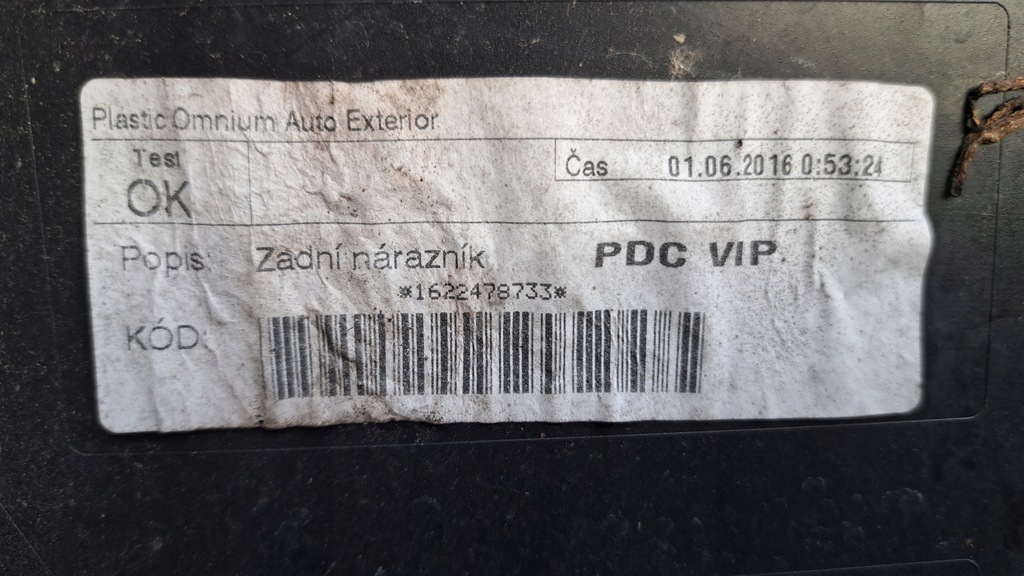 Plastic Omnium Auto Exterior
Test
OK
Čas 01.06.2016 0:53:24
Popis: Zadní nárazník PDC VIP
*1622478733*
KÓD: